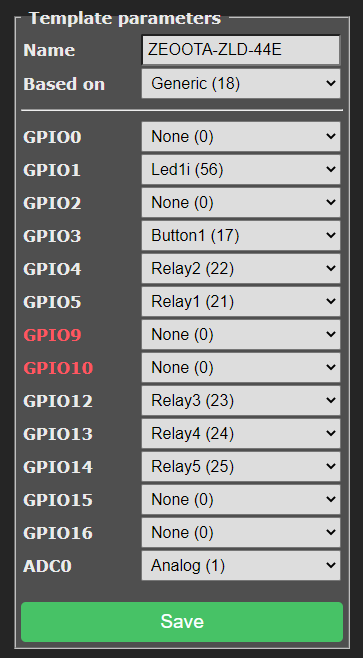 Template parameters
Name ZEOOTA-ZLD-44E
Based on Generic (18)
GPIO0 None (0)
GPIO1 Led1i (56)
GPIO2 None (0)
GPIO3 Button1 (17)
GPIO4 Relay2 (22)
GPIO5 Relay1 (21)
GPIO9 None (0)
GPIO10 None (0)
GPIO12 Relay3 (23)
GPIO13 Relay4 (24)
GPIO14 Relay5 (25)
GPIO15 None (0)
GPIO16 None (0)
ADC0 Analog (1)
Save